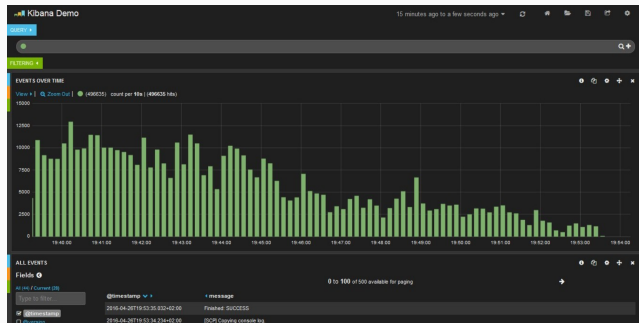 Kibana Demo
15 minutes ago to a few seconds ago
QUERY
FILTERING
EVENTS OVER TIME
View | Zoom Out | (496635) count per 10s | (496635 hits)
15000
12500
10000
7500
5000
2500
0
19:40:00 19:41:00 19:42:00 19:43:00 19:44:00 19:45:00 19:46:00 19:47:00 19:48:00 19:49:00 19:50:00 19:51:00 19:52:00 19:53:00 19:54:00
ALL EVENTS
Fields
All (44) / Current (28)
0 to 100 of 500 available for paging
Type to filter...
@timestamp message
@timestamp
2016-04-26T19:53:35.032+02:00 Finished: SUCCESS
2016-04-26T19:53:34.234+02:00 [SCP] Copying console log.